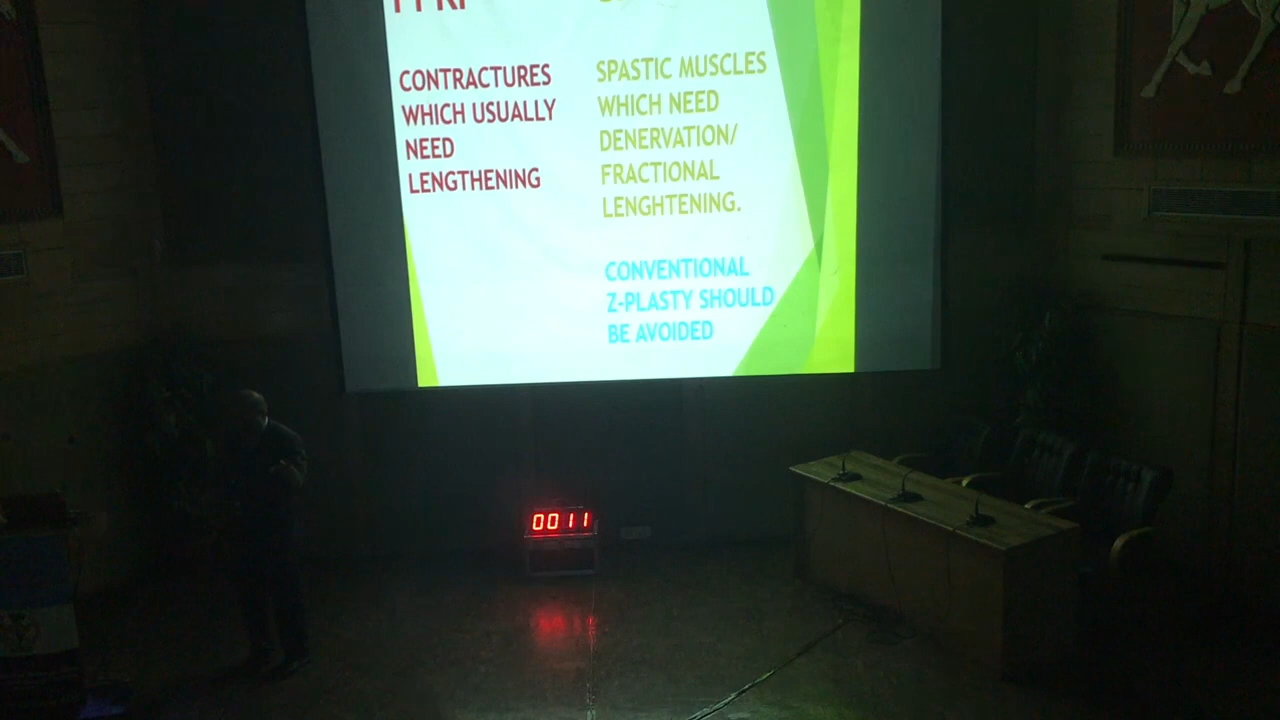 CONTRACTURES
WHICH USUALLY
NEED
LENGTHENING
SPASTIC MUSCLES
WHICH NEED
DENERVATION/
FRACTIONAL
LENGHTENING.
CONVENTIONAL
Z-PLASTY SHOULD
BE AVOIDED
0011